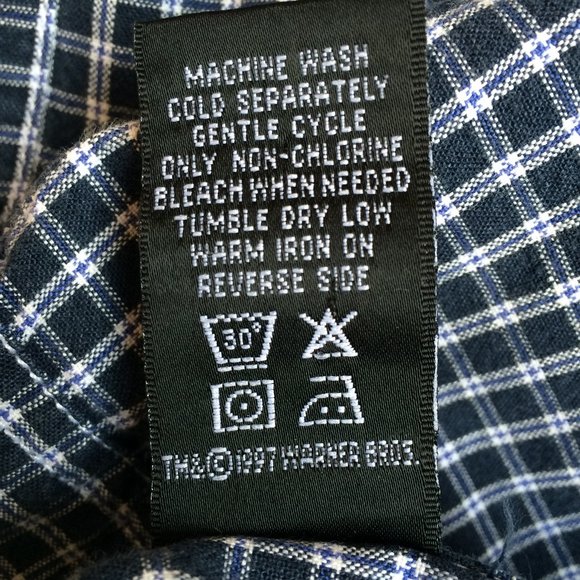 MACHINE WASH
COLD SEPARATELY
GENTLE CYCLE
ONLY NON-CHLORINE
BLEACH WHEN NEEDED
TUMBLE DRY LOW
WARM IRON ON
REVERSE SIDE
30°
TM&©1997 WARNER BROS.